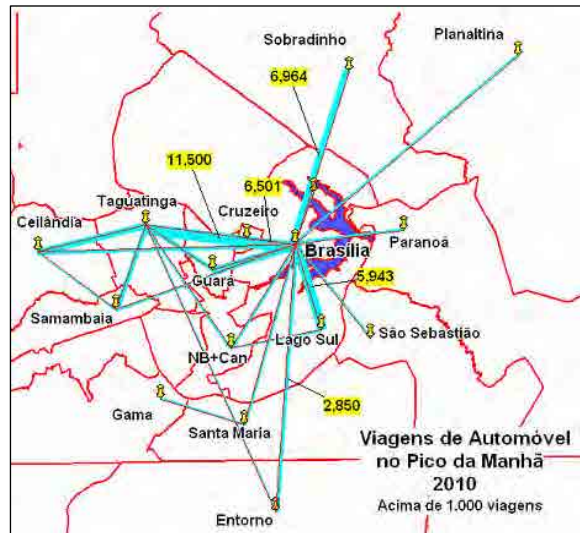 Planaltina
Sobradinho
6,964
11,500
Taguatinga
6,501
Cruzeiro
Ceilândia
Paranoá
Brasília
Guará
5,943
Samambaia
São Sebastião
Lago Sul
NB+Can
2,850
Gama
Santa Maria
Viagens de Automóvel
no Pico da Manhã
2010
Acima de 1.000 viagens
Entorno